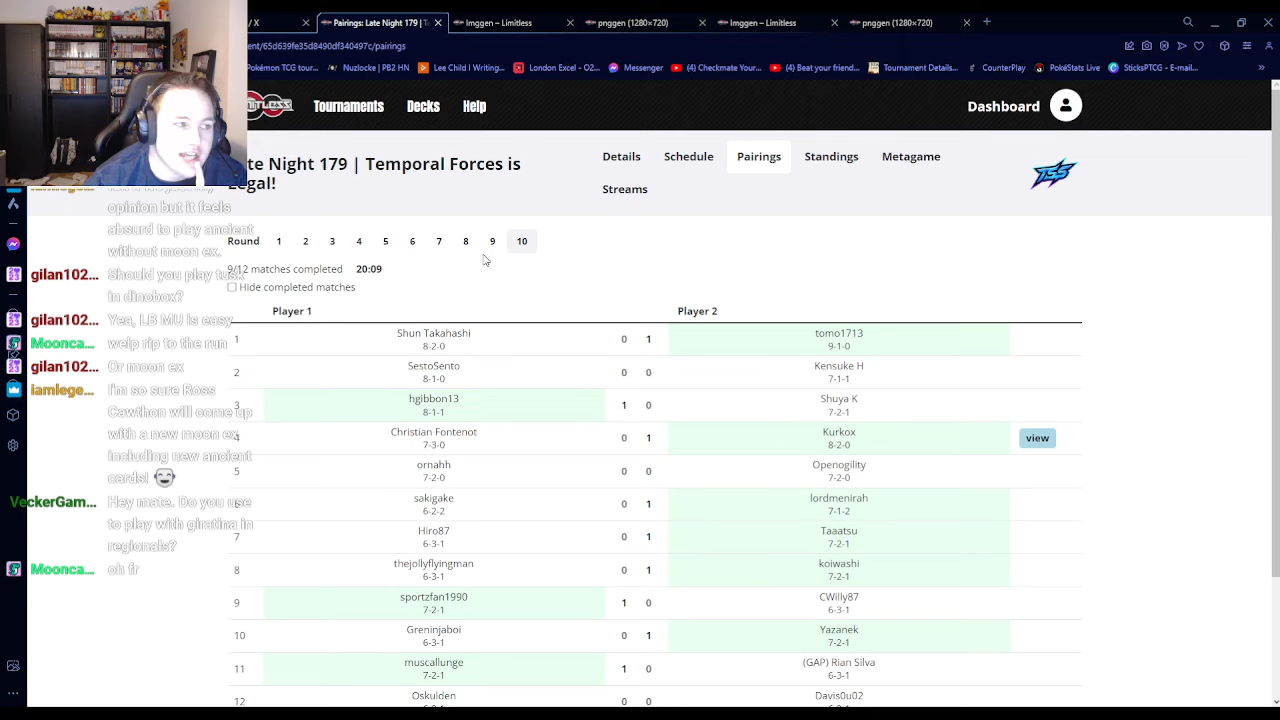 / X
Pairings: Late Night 179 | Te
Imggen – Limitless
pnggen (1280×720)
Imggen – Limitless
pnggen (1280×720)
ent/65d639fe35d8490df340497c/pairings
Pokémon TCG tour...
Nuzlocke | PB2 HN
Lee Child | Writing...
London Excel -O2...
Messenger
(4) Checkmate Your...
(4) Beat your friend...
Tournament Details...
CounterPlay
PokéStats Live
SticksPTCG - E-mail...
Tournaments
Decks
Help
Dashboard
te Night 179 | Temporal Forces is
Legal!
Details
Schedule
Pairings
Standings
Metagame
Streams
TSS
opinion but it feels
absurd to play ancient
without moon ex.
gilan102... Should you play tusk
in dinobox?
gilan102... Yea, LB MU is easy
Moonca... welp rip to the run
gilan102... Or moon ex
iamlege... I'm so sure Ross
Cawthon will come up
with a new moon ex
including new ancient
cards!
VeckerGam... Hey mate. Do you use
to play with giratina in
regionals?
Moonca... oh fr
Round 1 2 3 4 5 6 7 8 9 10
9/12 matches completed 20:09
Hide completed matches
Player 1 Player 2
1 Shun Takahashi 0 1 tomo1713
8-2-0 9-1-0
2 SestoSento 0 0 Kensuke H
8-1-0 7-1-1
3 hgibbon13 1 0 Shuya K
8-1-1 7-2-1
4 Christian Fontenot 0 1 Kurkox view
7-3-0 8-2-0
5 ornahh 0 0 Openogility
7-2-0 7-2-0
sakigake 0 1 lordmenirah
6-2-2 7-1-2
7 Hiro87 0 1 Taaatsu
6-3-1 7-2-1
8 thejollyflyingman 0 1 koiwashi
6-3-1 7-2-1
9 sportzfan1990 1 0 CWilly87
7-2-1 6-3-1
10 Greninjaboi 0 1 Yazanek
6-3-1 7-2-1
11 muscallunge 1 0 (GAP) Rian Silva
7-2-1 6-3-1
12 Oskulden 0 0 Davis0u02